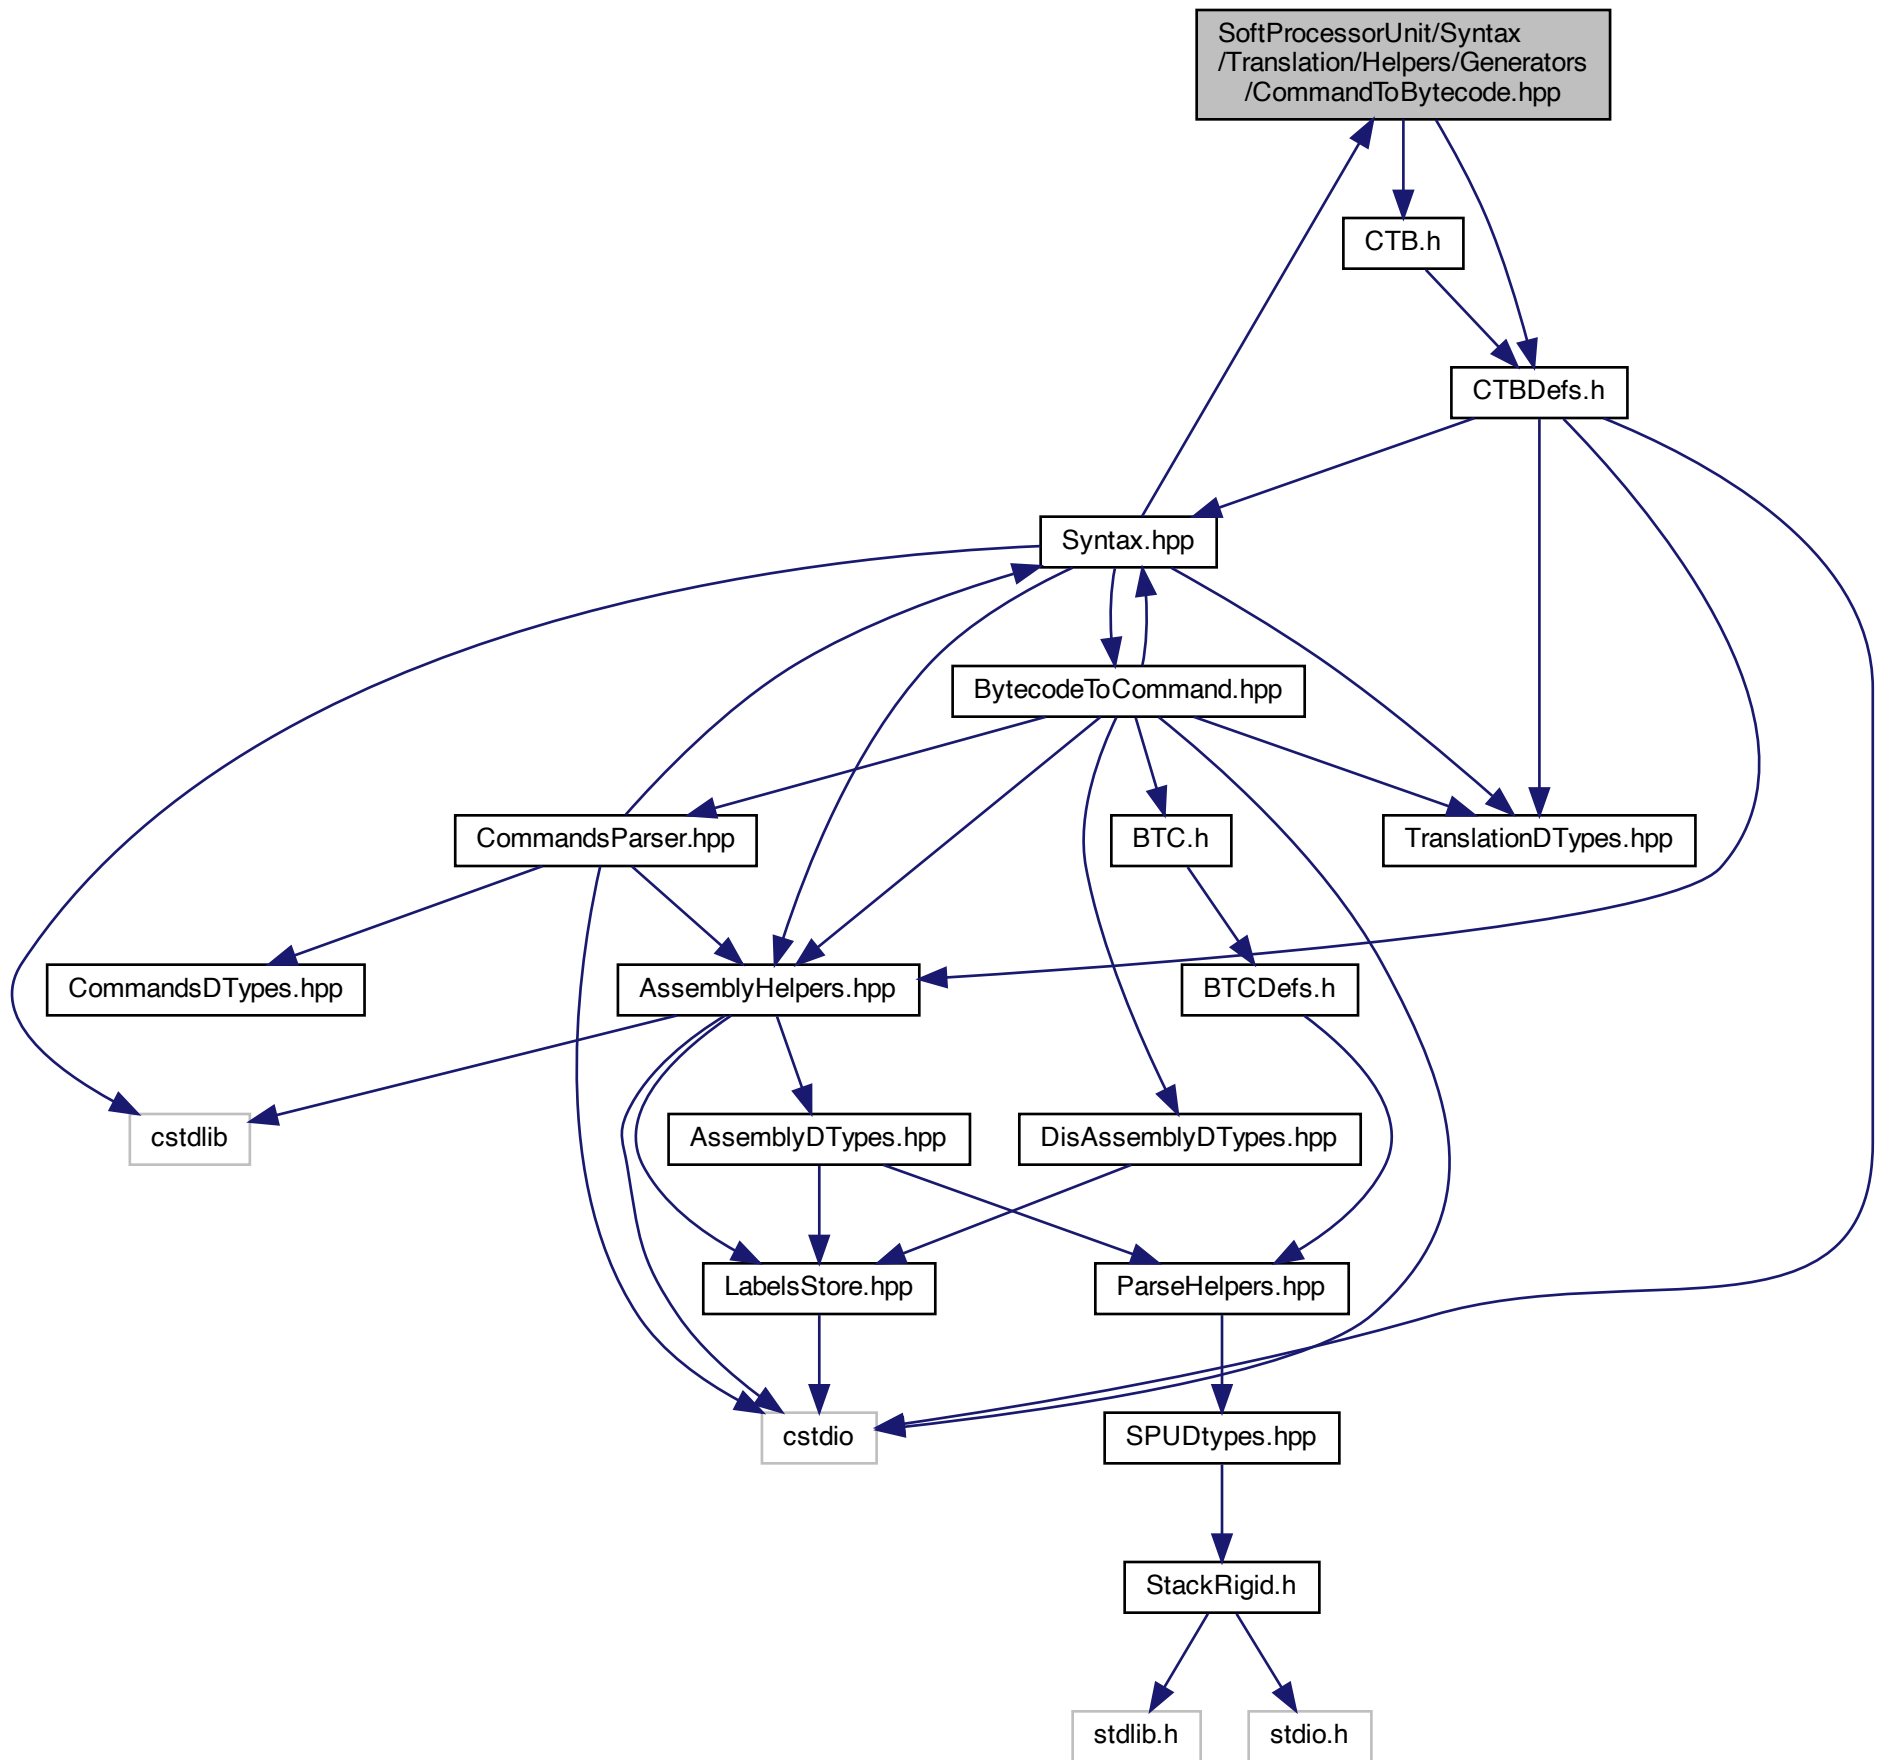 SoftProcessorUnit/Syntax
/Translation/Helpers/Generators
/CommandToBytecode.hpp
CTB.h
CTBDefs.h
Syntax.hpp
BytecodeToCommand.hpp
CommandsParser.hpp
BTC.h
TranslationDTypes.hpp
CommandsDTypes.hpp
AssemblyHelpers.hpp
BTCDefs.h
cstdlib
AssemblyDTypes.hpp
DisAssemblyDTypes.hpp
LabelsStore.hpp
ParseHelpers.hpp
cstdio
SPUDtypes.hpp
StackRigid.h
stdlib.h
stdio.h